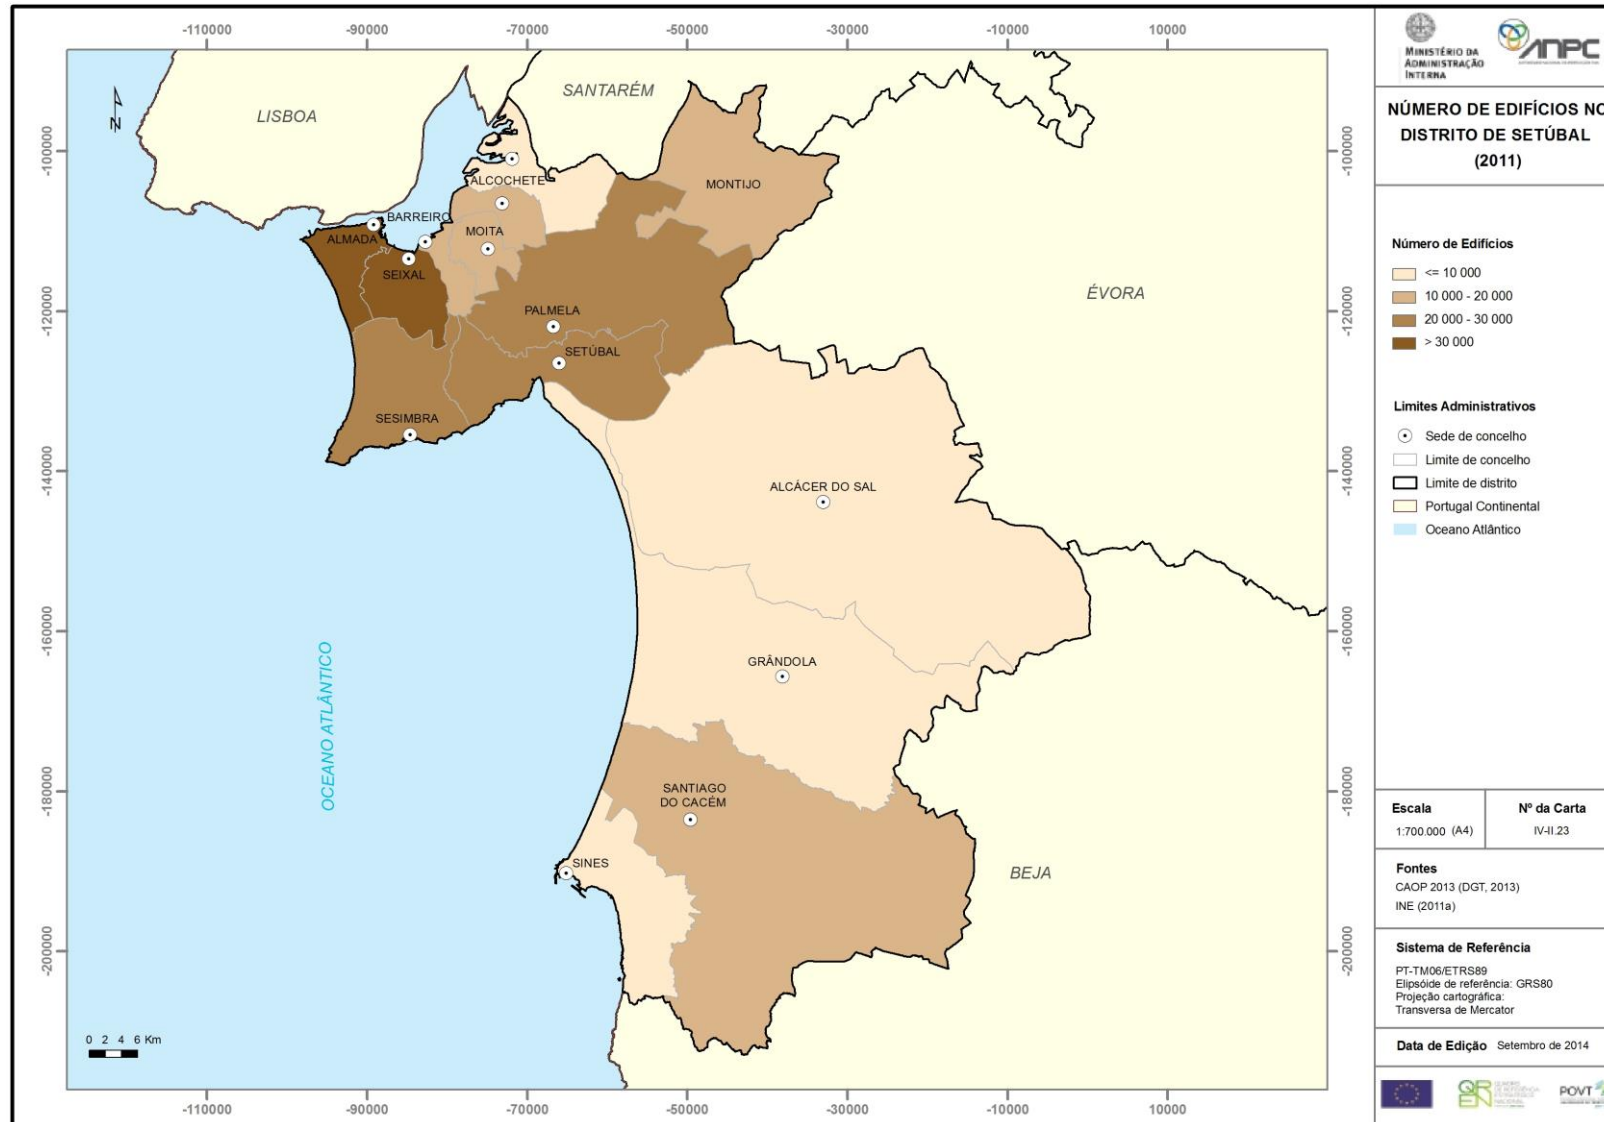 -110000
-90000
-70000
-50000
-30000
-10000
10000
-100000
-120000
-140000
-160000
-180000
-200000
N
LISBOA
SANTARÉM
ÉVORA
BEJA
OCEANO ATLÂNTICO
ALCOCHETE
MONTIJO
BARREIRO
ALMADA
MOITA
SEIXAL
PALMELA
SETÚBAL
SESIMBRA
ALCÁCER DO SAL
GRÂNDOLA
SANTIAGO
DO CACÉM
SINES
0 2 4 6 Km
-100000
-120000
-140000
-160000
-180000
-200000
-110000
-90000
-70000
-50000
-30000
-10000
10000
MINISTÉRIO DA
ADMINISTRAÇÃO
INTERNA
ANPC
NÚMERO DE EDIFÍCIOS NO
DISTRITO DE SETÚBAL
(2011)
Número de Edifícios
<= 10 000
10 000 - 20 000
20 000 - 30 000
> 30 000
Limites Administrativos
Sede de concelho
Limite de concelho
Limite de distrito
Portugal Continental
Oceano Atlântico
Escala
1:700.000 (A4)
Nº da Carta
IV-II.23
Fontes
CAOP 2013 (DGT, 2013)
INE (2011a)
Sistema de Referência
PT-TM06/ETRS89
Elipsóide de referência: GRS80
Projeção cartográfica:
Transversa de Mercator
Data de Edição Setembro de 2014
QREN
POVT